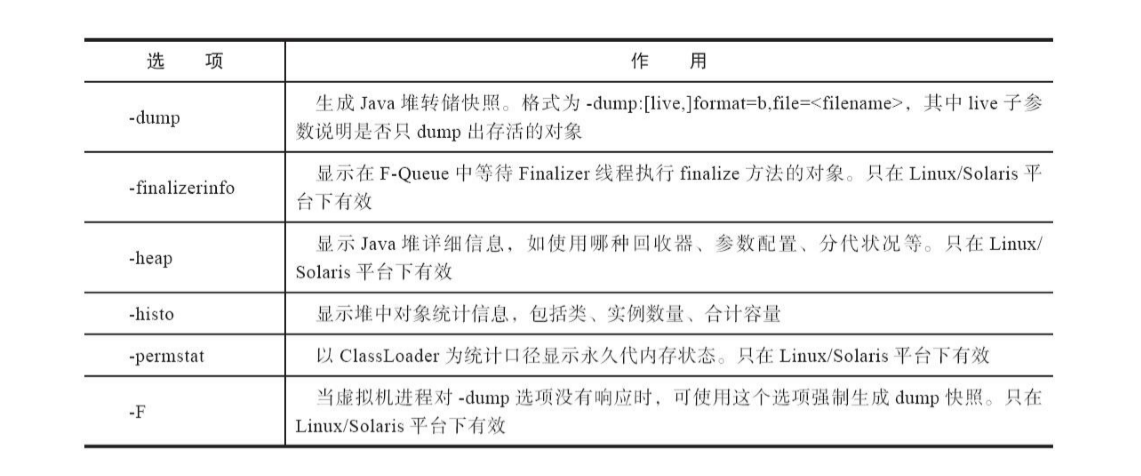 选 项 作 用
-dump 生成 Java 堆转储快照。格式为 -dump:[live,]format=b,file=<filename>，其中 live 子参
数说明是否只 dump 出存活的对象
-finalizerinfo 显示在 F-Queue 中等待 Finalizer 线程执行 finalize 方法的对象。只在 Linux/Solaris 平
台下有效
-heap 显示 Java 堆详细信息，如使用哪种回收器、参数配置、分代状况等。只在 Linux/
Solaris 平台下有效
-histo 显示堆中对象统计信息，包括类、实例数量、合计容量
-permstat 以 ClassLoader 为统计口径显示永久代内存状态。只在 Linux/Solaris 平台下有效
-F 当虚拟机进程对 -dump 选项没有响应时，可使用这个选项强制生成 dump 快照。只在
Linux/Solaris 平台下有效